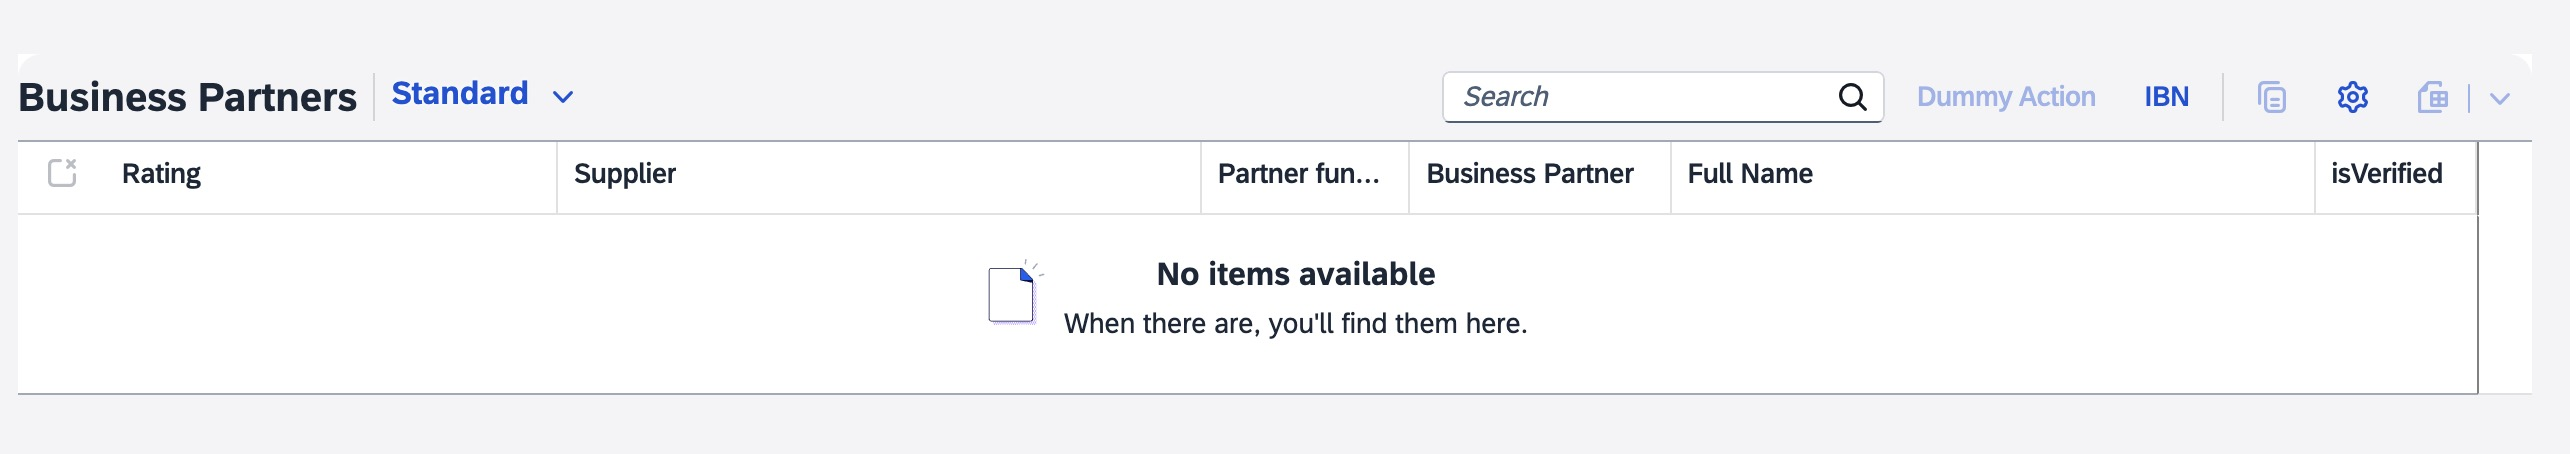 Business Partners Standard Search Dummy Action IBN
Rating Supplier Partner fun... Business Partner Full Name isVerified
No items available
When there are, you'll find them here.